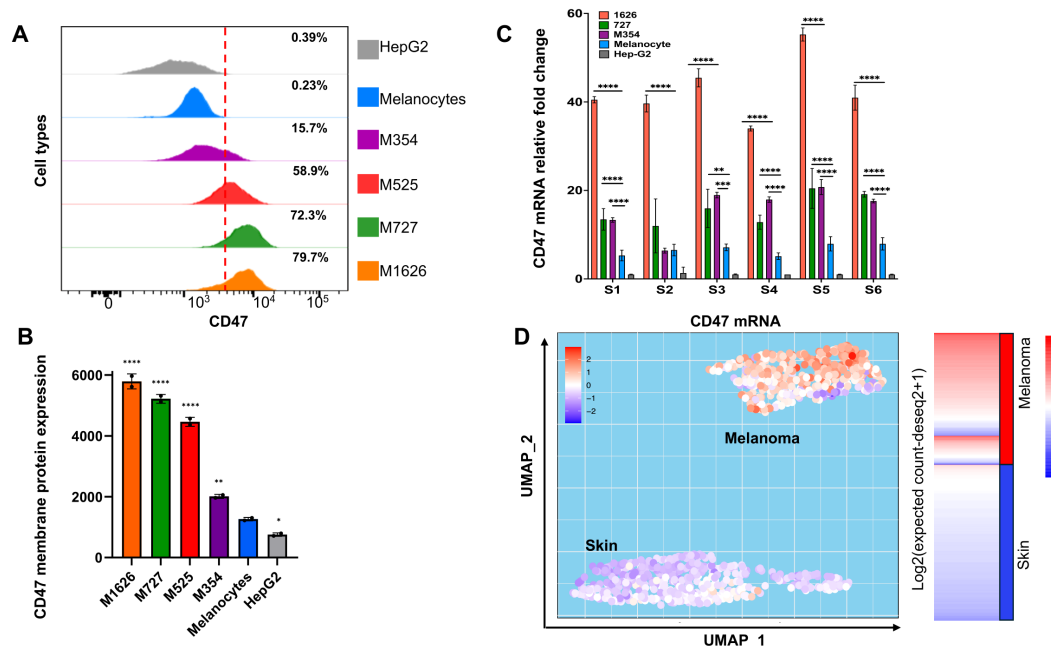 A
Cell types
0.39%
0.23%
15.7%
58.9%
72.3%
79.7%
0
10³
10⁴
10⁵
CD47
HepG2
Melanocytes
M354
M525
M727
M1626
B
CD47 membrane protein expression
6000
4000
2000
0
****
****
****
**
*
M1626
M727
M525
M354
Melanocytes
HepG2
C
CD47 mRNA relative fold change
60
40
20
0
1626
727
M354
Melanocyte
Hep-G2
****
****
****
****
****
**
***
****
****
****
****
****
****
****
****
****
S1
S2
S3
S4
S5
S6
D
CD47 mRNA
2
1
0
−1
−2
Melanoma
Skin
UMAP_2
UMAP_1
Log2(expected count-deseq2+1)
Melanoma
Skin